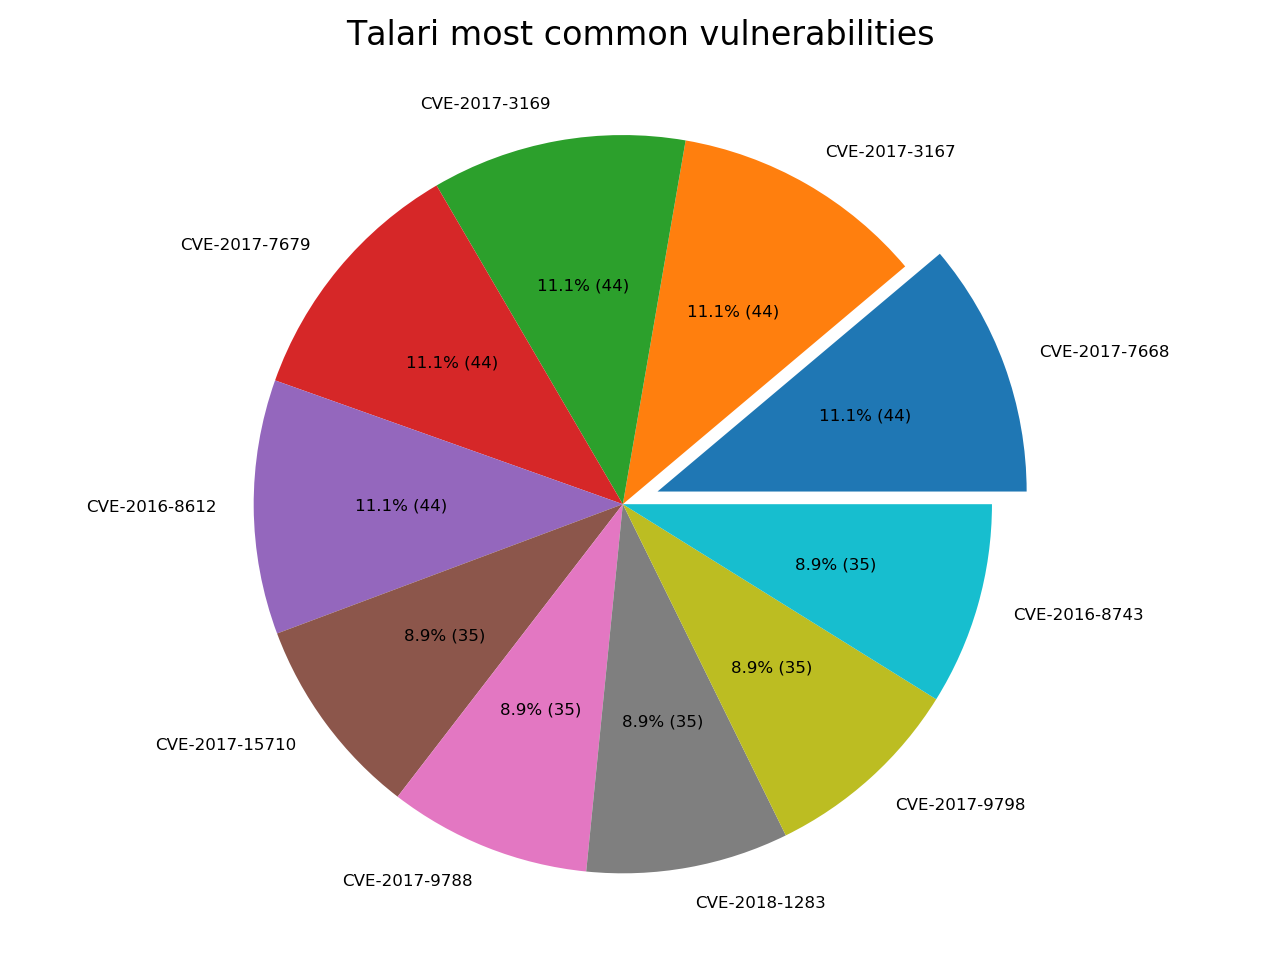 Talari most common vulnerabilities
CVE-2017-3169
CVE-2017-3167
CVE-2017-7679
11.1% (44)
11.1% (44)
CVE-2017-7668
11.1% (44)
11.1% (44)
CVE-2016-8612
11.1% (44)
8.9% (35)
CVE-2016-8743
8.9% (35)
8.9% (35)
8.9% (35)
8.9% (35)
CVE-2017-15710
CVE-2017-9798
CVE-2017-9788
CVE-2018-1283